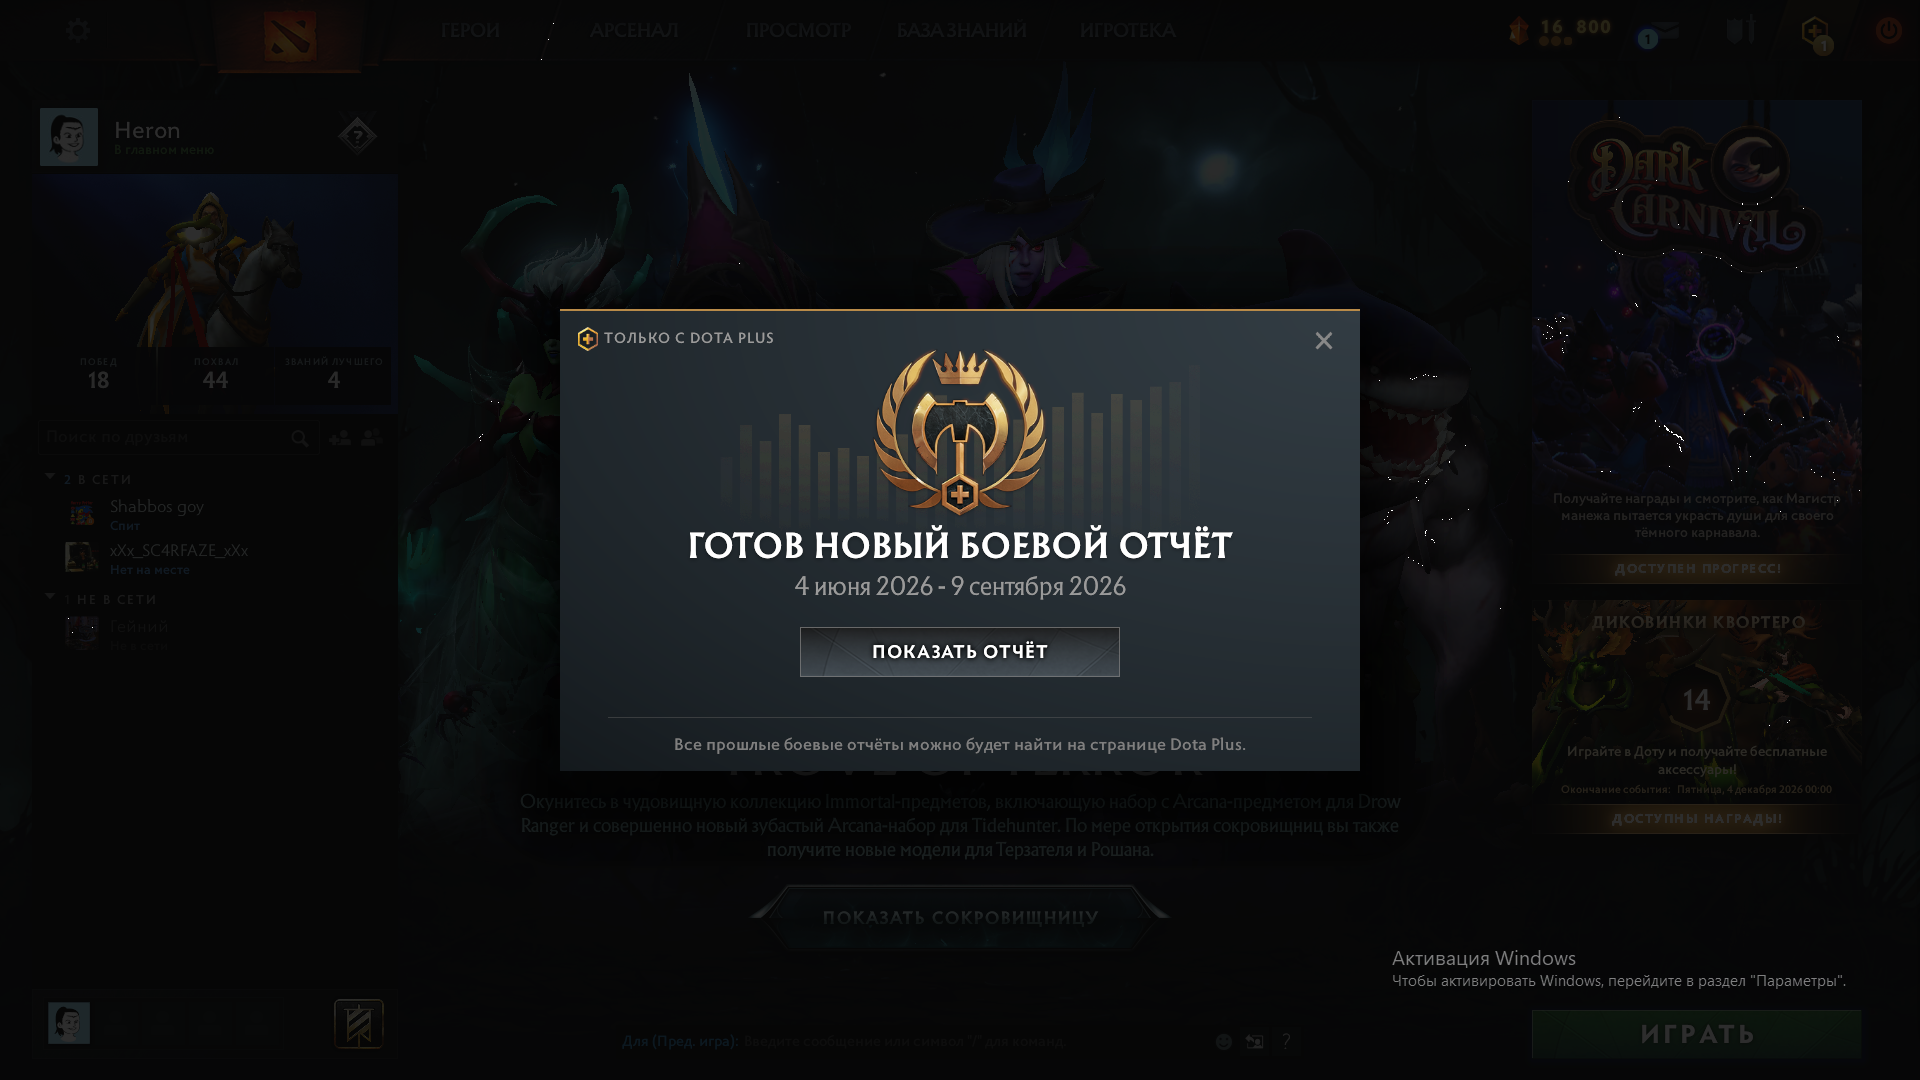 ГЕРОИ
АРСЕНАЛ
ПРОСМОТР
БАЗА ЗНАНИЙ
ИГРОТЕКА
16 800
1
1
Heron
В главном меню
?
ПОБЕД
18
ПОХВАЛ
44
ЗВАНИЙ ЛУЧШЕГО
4
Поиск по друзьям
2 В СЕТИ
Shabbos goy
Спит
xXx_SC4RFAZE_xXx
Нет на месте
1 НЕ В СЕТИ
Гейний
Не в сети
ТОЛЬКО С DOTA PLUS
ГОТОВ НОВЫЙ БОЕВОЙ ОТЧЁТ
4 июня 2026 - 9 сентября 2026
ПОКАЗАТЬ ОТЧЁТ
Все прошлые боевые отчёты можно будет найти на странице Dota Plus.
Окунитесь в чудовищную коллекцию Immortal-предметов, включающую набор с Arcana-предметом для Drow
Ranger и совершенно новый зубастый Arcana-набор для Tidehunter. По мере открытия сокровищниц вы также
получите новые модели для Терзателя и Рошана.
ПОКАЗАТЬ СОКРОВИЩНИЦУ
DARK
CARNIVAL
Получайте награды и смотрите, как Магистр
манежа пытается украсть души для своего
тёмного карнавала.
ДОСТУПЕН ПРОГРЕСС!
ДИКОВИНКИ КВОРТЕРО
14
Играйте в Доту и получайте бесплатные
аксессуары!
Окончание события: Пятница, 4 декабря 2026 00:00
ДОСТУПНЫ НАГРАДЫ!
Активация Windows
Чтобы активировать Windows, перейдите в раздел "Параметры".
Для (Пред. игра): Введите сообщение или символ "/" для команд
?
ИГРАТЬ